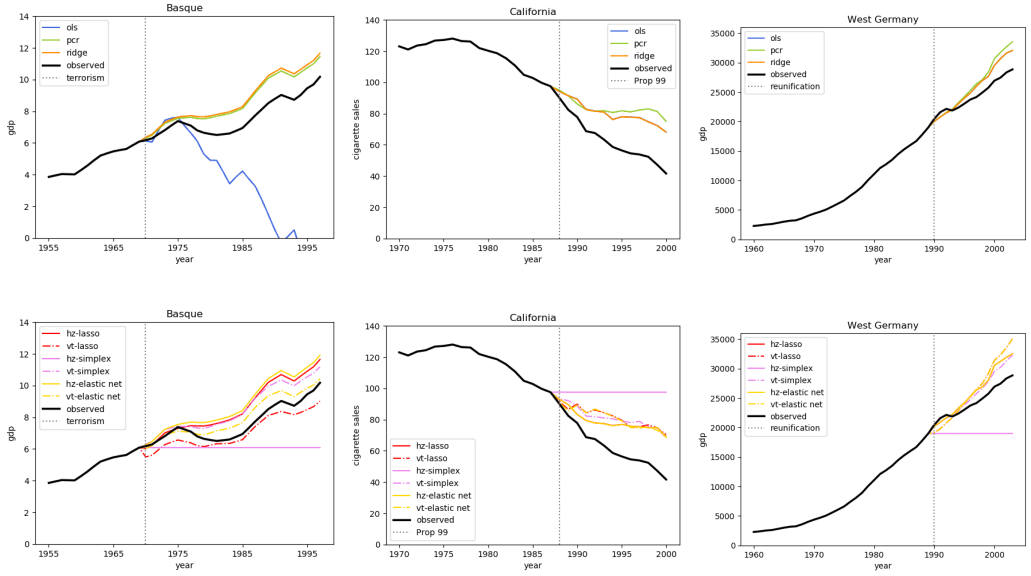 Basque
14
12
10
8
6
4
2
0
gdp
1955
1965
1975
1985
1995
year
ols
pcr
ridge
observed
terrorism
California
140
120
100
80
60
40
20
0
cigarette sales
1970
1975
1980
1985
1990
1995
2000
year
ols
pcr
ridge
observed
Prop 99
West Germany
35000
30000
25000
20000
15000
10000
5000
0
gdp
1960
1970
1980
1990
2000
year
ols
pcr
ridge
observed
reunification
Basque
14
12
10
8
6
4
2
0
gdp
1955
1965
1975
1985
1995
year
hz-lasso
vt-lasso
hz-simplex
vt-simplex
hz-elastic net
vt-elastic net
observed
terrorism
California
140
120
100
80
60
40
20
0
cigarette sales
1970
1975
1980
1985
1990
1995
2000
year
hz-lasso
vt-lasso
hz-simplex
vt-simplex
hz-elastic net
vt-elastic net
observed
Prop 99
West Germany
35000
30000
25000
20000
15000
10000
5000
0
gdp
1960
1970
1980
1990
2000
year
hz-lasso
vt-lasso
hz-simplex
vt-simplex
hz-elastic net
vt-elastic net
observed
reunification